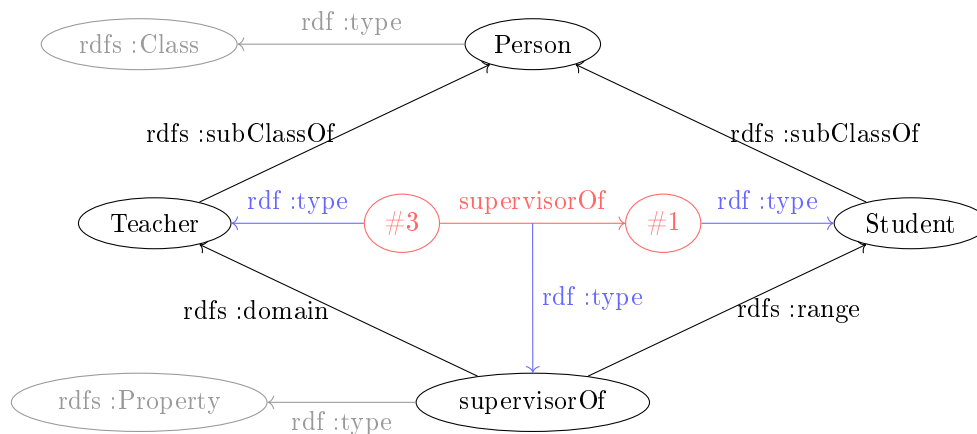 rdf :type
rdfs :Class
Person
rdfs :subClassOf
rdfs :subClassOf
rdf :type
supervisorOf
rdf :type
Teacher
#3
#1
Student
rdf :type
rdfs :domain
rdfs :range
rdfs :Property
supervisorOf
rdf :type